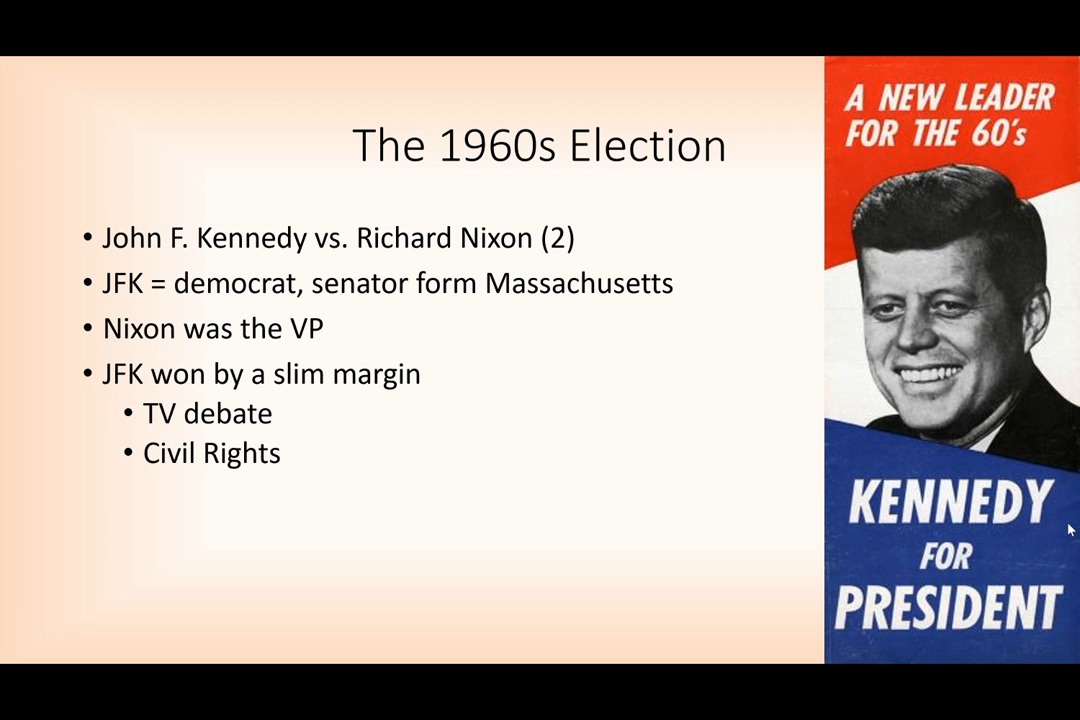 The 1960s Election
• John F. Kennedy vs. Richard Nixon (2)
• JFK = democrat, senator form Massachusetts
• Nixon was the VP
• JFK won by a slim margin
• TV debate
• Civil Rights
A NEW LEADER
FOR THE 60's
KENNEDY
FOR
PRESIDENT